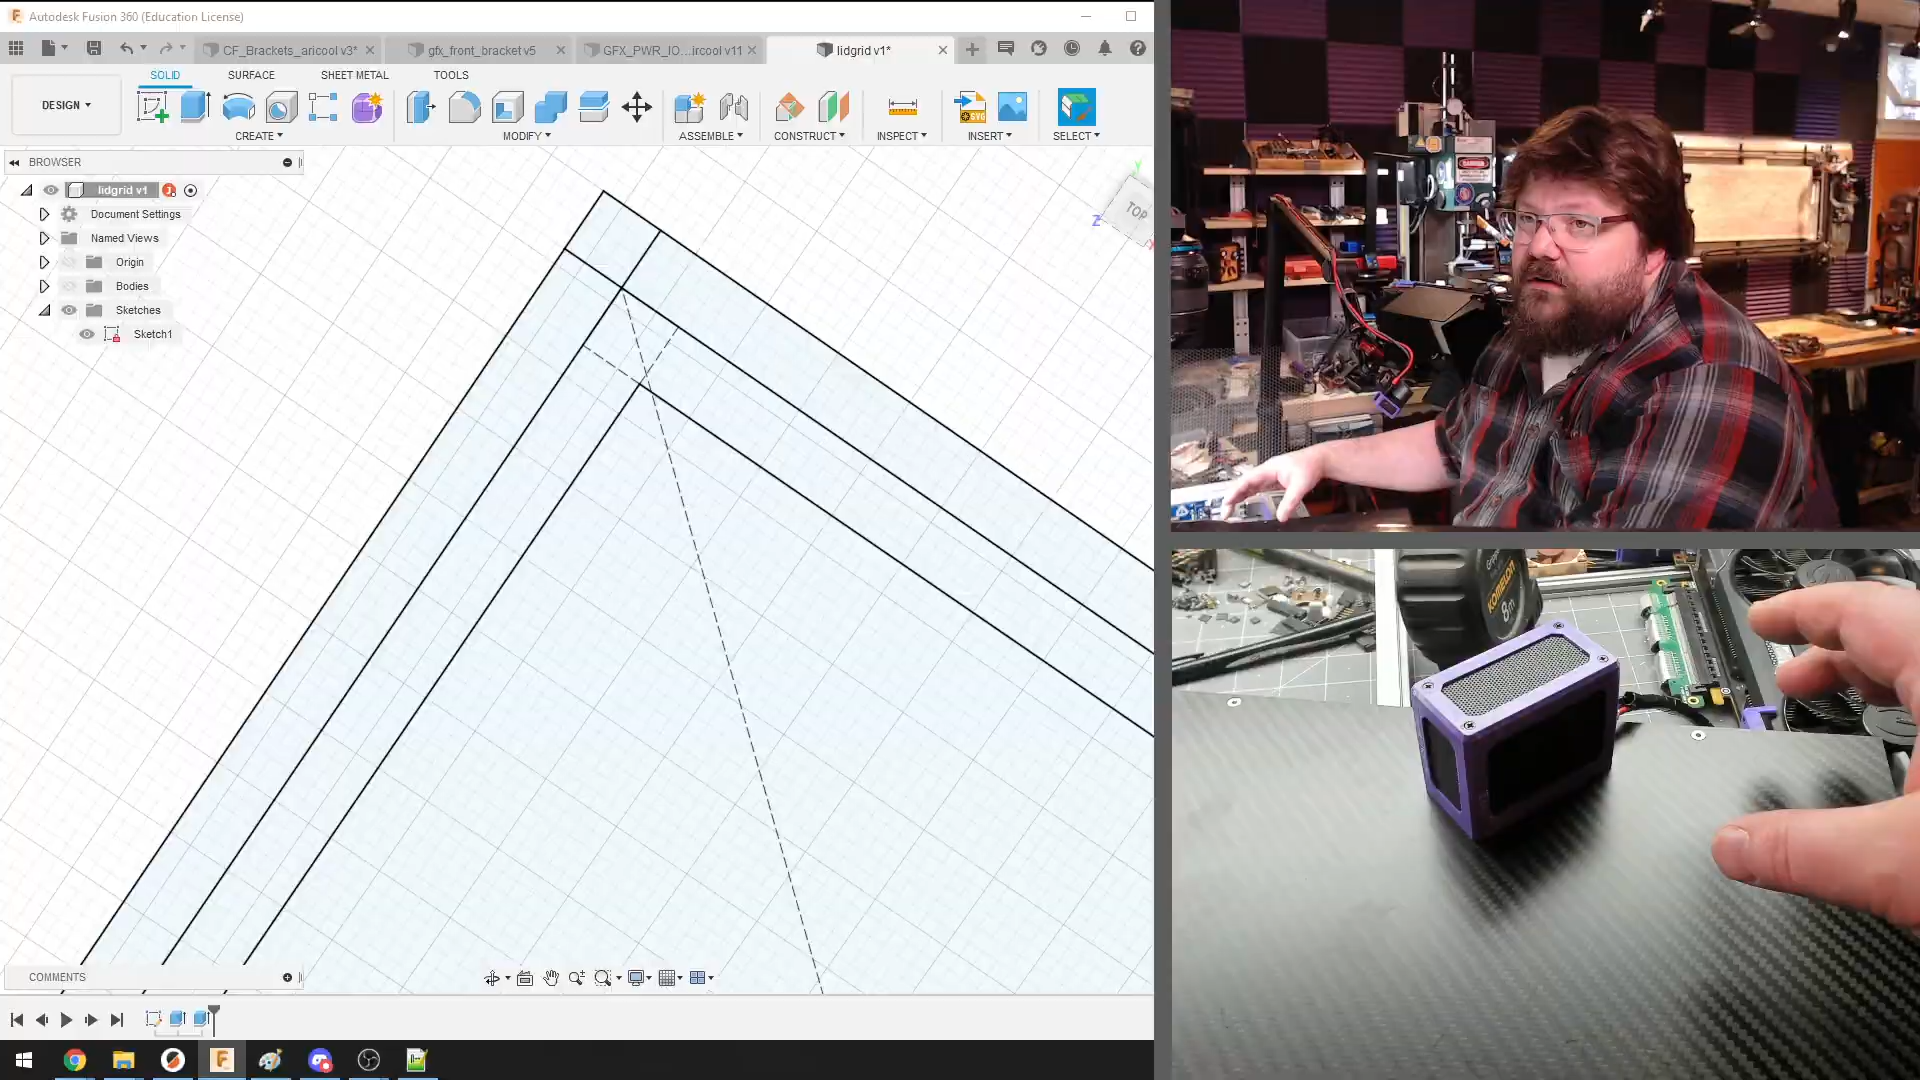 Autodesk Fusion 360 (Education License)
CF_Brackets_aricool v3*
gfx_front_bracket v5
GFX_PWR_IO...ircool v11
lidgrid v1*
SOLID
SURFACE
SHEET METAL
TOOLS
DESIGN
CREATE
MODIFY
ASSEMBLE
CONSTRUCT
INSPECT
INSERT
SELECT
BROWSER
lidgrid v1
Document Settings
Named Views
Origin
Bodies
Sketches
Sketch1
TOP
Y
Z
COMMENTS
DANGER
KOMELON
8m